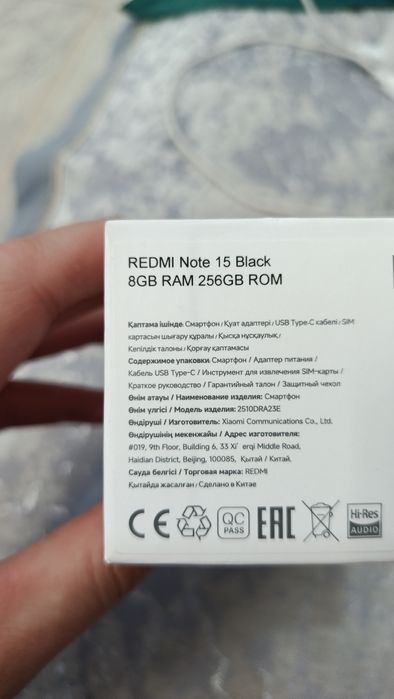 REDMI Note 15 Black
8GB RAM 256GB ROM
Қаптама ішінде: Смартфон / Қуат адаптері / USB Type-C кабелі / SIM
картасын шығару құралы / Қысқа нұсқаулық /
Кепілдік талоны / Қорғау қаптамасы
Содержимое упаковки: Смартфон / Адаптер питания /
Кабель USB Type-C / Инструмент для извлечения SIM-карты /
Краткое руководство / Гарантийный талон / Защитный чехол
Өнім атауы / Наименование изделия: Смартфон
Өнім үлгісі / Модель изделия: 2510DRA23E
Өндіруші / Изготовитель: Xiaomi Communications Co., Ltd.
Өндірушінің мекенжайы / Адрес изготовителя:
#019, 9th Floor, Building 6, 33 Xi' erqi Middle Road,
Haidian District, Beijing, 100085, Қытай / Китай.
Сауда белгісі / Торговая марка: REDMI
Қытайда жасалған / Сделано в Китае
CE QC PASS EAC Hi-Res AUDIO